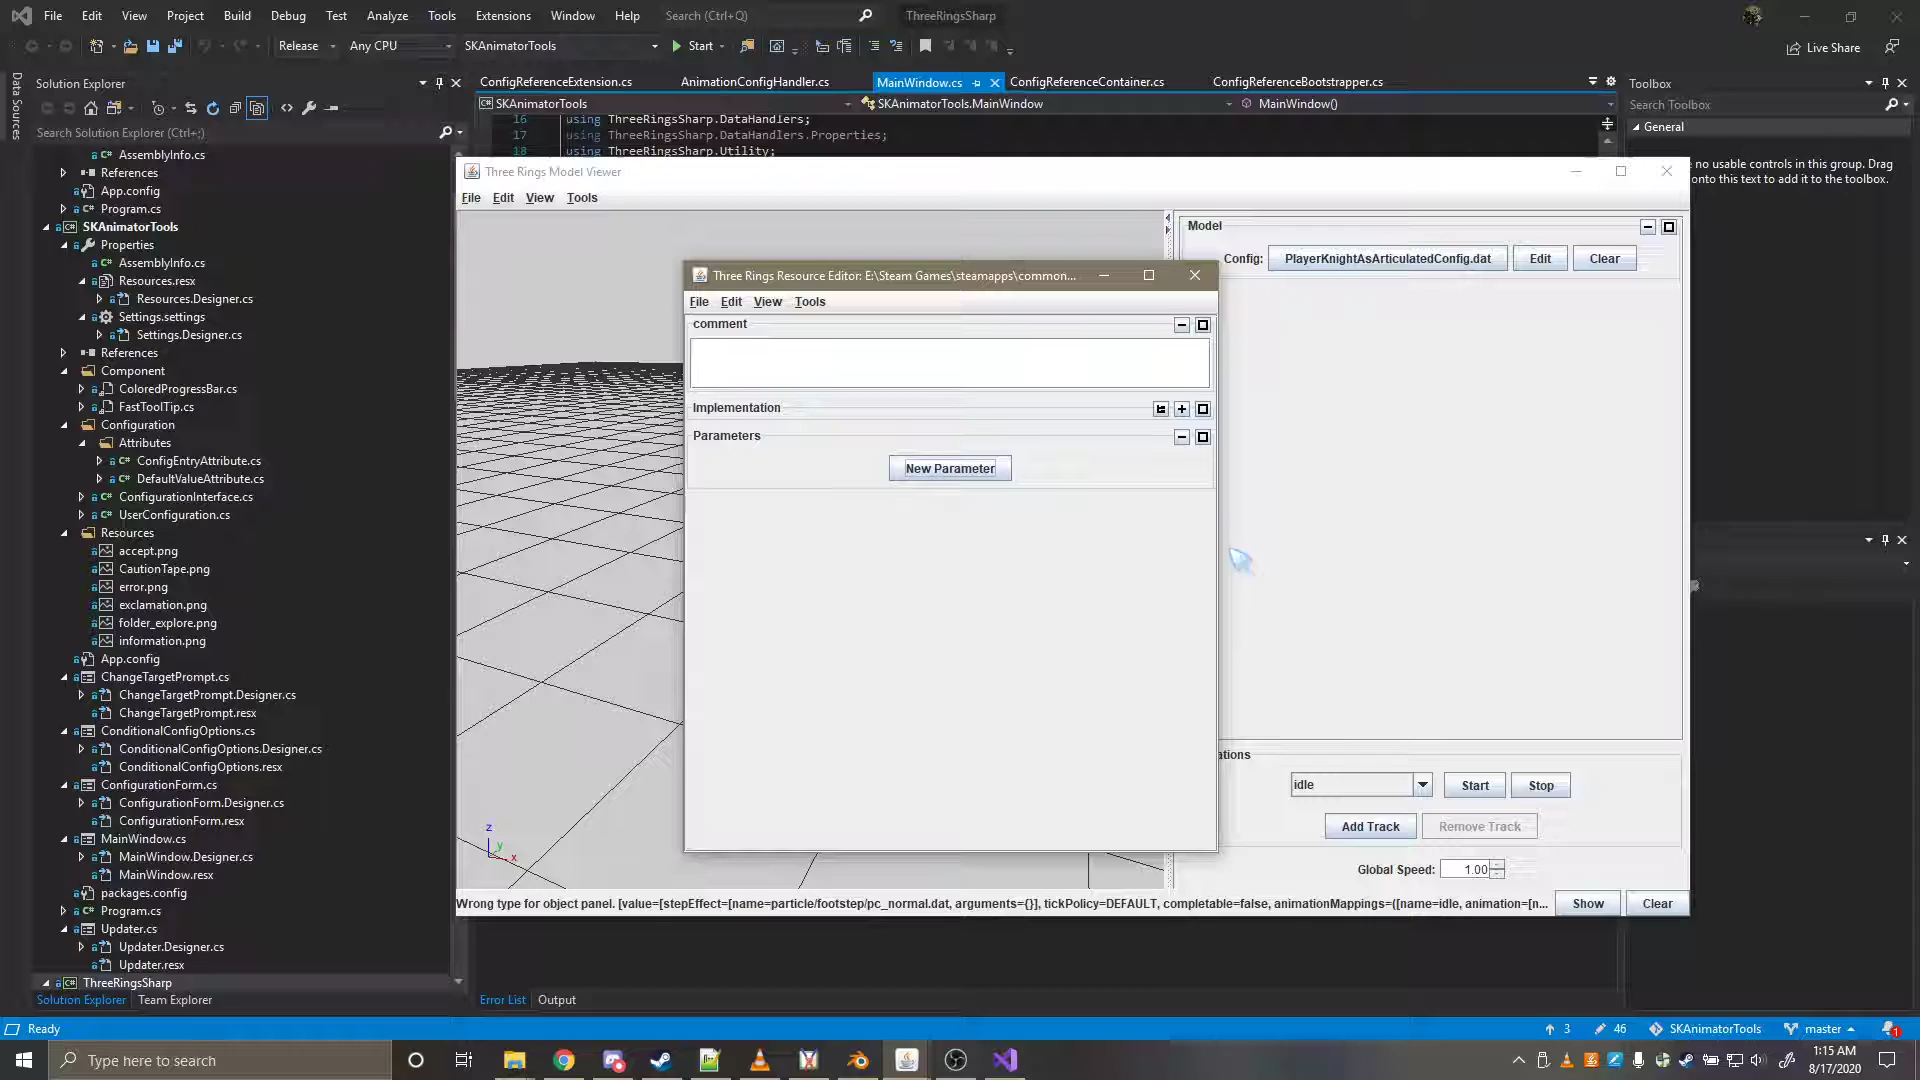 File Edit View Project Build Debug Test Analyze Tools Extensions Window Help Search (Ctrl+Q) ThreeRingsSharp
Release Any CPU SKAnimatorTools Start Live Share
Data Sources
Solution Explorer
Search Solution Explorer (Ctrl+;)
AssemblyInfo.cs
References
App.config
Program.cs
SKAnimatorTools
Properties
AssemblyInfo.cs
Resources.resx
Resources.Designer.cs
Settings.settings
Settings.Designer.cs
References
Component
ColoredProgressBar.cs
FastToolTip.cs
Configuration
Attributes
ConfigEntryAttribute.cs
DefaultValueAttribute.cs
ConfigurationInterface.cs
UserConfiguration.cs
Resources
accept.png
CautionTape.png
error.png
exclamation.png
folder_explore.png
information.png
App.config
ChangeTargetPrompt.cs
ChangeTargetPrompt.Designer.cs
ChangeTargetPrompt.resx
ConditionalConfigOptions.cs
ConditionalConfigOptions.Designer.cs
ConditionalConfigOptions.resx
ConfigurationForm.cs
ConfigurationForm.Designer.cs
ConfigurationForm.resx
MainWindow.cs
MainWindow.Designer.cs
MainWindow.resx
packages.config
Program.cs
Updater.cs
Updater.Designer.cs
Updater.resx
ThreeRingsSharp
Solution Explorer Team Explorer
ConfigReferenceExtension.cs AnimationConfigHandler.cs MainWindow.cs ConfigReferenceContainer.cs ConfigReferenceBootstrapper.cs
SKAnimatorTools SKAnimatorTools.MainWindow MainWindow()
16 using ThreeRingsSharp.DataHandlers;
17 using ThreeRingsSharp.DataHandlers.Properties;
18 using ThreeRingsSharp.Utility;
Toolbox
Search Toolbox
General
no usable controls in this group. Drag
onto this text to add it to the toolbox.
Three Rings Model Viewer
File Edit View Tools
Model
Config: PlayerKnightAsArticulatedConfig.dat Edit Clear
Three Rings Resource Editor: E:\Steam Games\steamapps\common...
File Edit View Tools
comment
Implementation
Parameters
New Parameter
ations
idle Start Stop
Add Track Remove Track
Global Speed: 1.00
z
y
x
Wrong type for object panel. [value=[stepEffect=[name=particle/footstep/pc_normal.dat, arguments={}], tickPolicy=DEFAULT, completable=false, animationMappings=([name=idle, animation=[n... Show Clear
Error List Output
Ready 3 46 SKAnimatorTools master 1
Type here to search 1:15 AM
8/17/2020